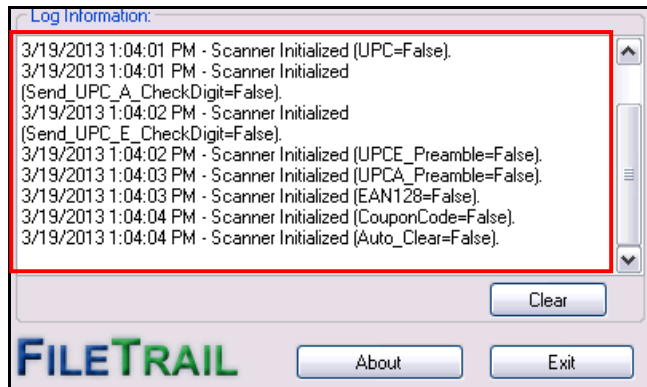 Log Information:
3/19/2013 1:04:01 PM - Scanner Initialized (UPC=False).
3/19/2013 1:04:01 PM - Scanner Initialized
(Send_UPC_A_CheckDigit=False).
3/19/2013 1:04:02 PM - Scanner Initialized
(Send_UPC_E_CheckDigit=False).
3/19/2013 1:04:02 PM - Scanner Initialized (UPCE_Preamble=False).
3/19/2013 1:04:03 PM - Scanner Initialized (UPCA_Preamble=False).
3/19/2013 1:04:03 PM - Scanner Initialized (EAN128=False).
3/19/2013 1:04:04 PM - Scanner Initialized (CouponCode=False).
3/19/2013 1:04:04 PM - Scanner Initialized (Auto_Clear=False).
Clear
FILETRAIL About Exit